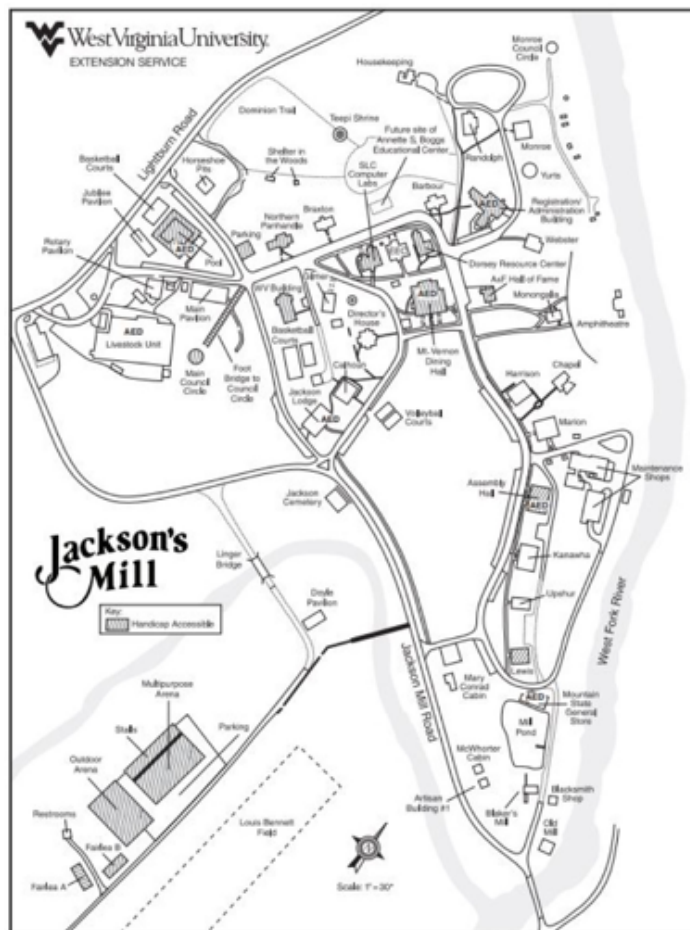 West Virginia University.
EXTENSION SERVICE
Monroe
Council
Circle
Housekeeping
Dominion Trail
Teepi Shrine
Future site of
Annette S. Boggs
Educational Center
Lightburn Road
Shelter in
the Woods
SLC
Computer
Labs
Randolph
Monroe
Basketball
Courts
Horseshoe
Pits
Yurts
Jubilee
Pavilion
Barbour
Braxton
Northern
Panhandle
AED
Registration/
Administration
Building
Parking
AED
Pool
Webster
Rotary
Pavilion
Dorsey Resource Center
WV Building
AxF Hall of Fame
AED
Monongalia
Main
Pavilion
Director's
House
AED
Livestock Unit
Basketball
Courts
Amphitheatre
Mt. Vernon
Dining
Hall
Foot
Bridge to
Council
Circle
Main
Council
Circle
Calhoun
Chapel
Harrison
Jackson
Lodge
AED
Volleyball
Courts
Marion
Maintenance
Shops
Assembly
Hall
AED
Jackson
Cemetery
Jackson's
Mill
Linger
Bridge
Kanawha
Doyle
Pavilion
Upshur
Key:
Handicap Accessible
West Fork River
Lewis
Jackson Mill Road
Multipurpose
Arena
Mary
Conrad
Cabin
AED
Mountain
State
General
Store
Stalls
Parking
Mill
Pond
Outdoor
Arena
McWhorter
Cabin
Artisan
Building #1
Blaker's
Mill
Blacksmith
Shop
Restrooms
Louis Bennett
Field
Old
Mill
Fanlea B
Fanlea A
Scale: 1" = 30"